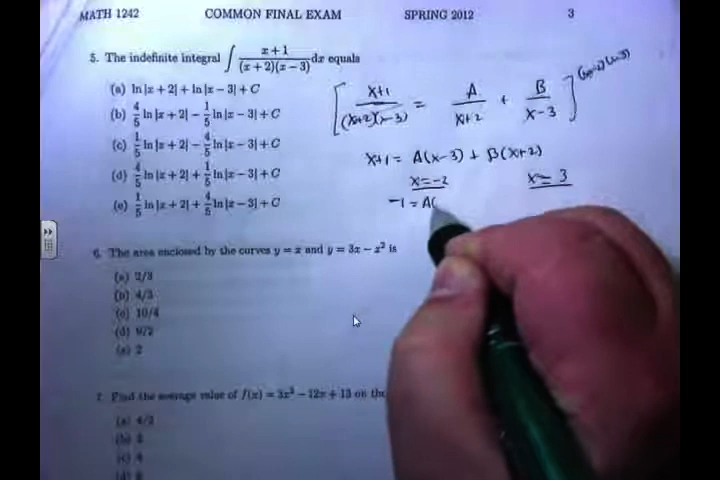 MATH 1242 COMMON FINAL EXAM SPRING 2012 3
5. The indefinite integral ∫ x+1/(x+2)(x−3) dx equals
(a) ln|x+2| + ln|x−3| + C
(b) 4/5 ln|x+2| − 1/5 ln|x−3| + C
(c) 1/5 ln|x+2| − 4/5 ln|x−3| + C
(d) 4/5 ln|x+2| + 1/5 ln|x−3| + C
(e) 1/5 ln|x+2| + 4/5 ln|x−3| + C
[ x+1/(x+2)(x−3) = A/x+2 + B/x−3 ] (x+2)(x−3)
x+1 = A(x−3) + B(x+2)
x=−2 x=3
−1 = A(
6. The area enclosed by the curves y = x and y = 3x − x² is
(a) 2/3
(b) 4/3
(c) 10/4
(d) 9/2
(e) 2
7. Find the average value of f(x) = 3x² − 12x + 13 on the
(a) 4/3
(b) 3
(c) 4